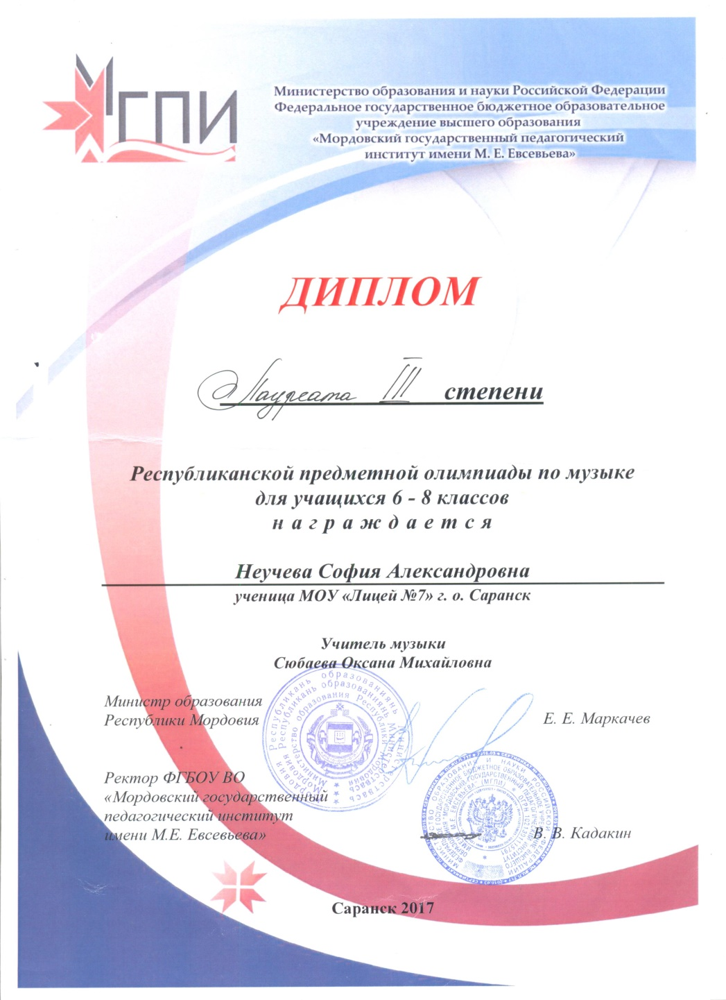 МГПИ
Министерство образования и науки Российской Федерации
Федеральное государственное бюджетное образовательное
учреждение высшего образования
«Мордовский государственный педагогический
институт имени М. Е. Евсевьева»
ДИПЛОМ
Лауреата III степени
Республиканской предметной олимпиады по музыке
для учащихся 6 - 8 классов
награждается
Неучева София Александровна
ученица МОУ «Лицей №7» г. о. Саранск
Учитель музыки
Сюбаева Оксана Михайловна
Министр образования
Республики Мордовия
Е. Е. Маркачев
Ректор ФГБОУ ВО
«Мордовский государственный
педагогический институт
имени М.Е. Евсевьева»
В. В. Кадакин
Саранск 2017